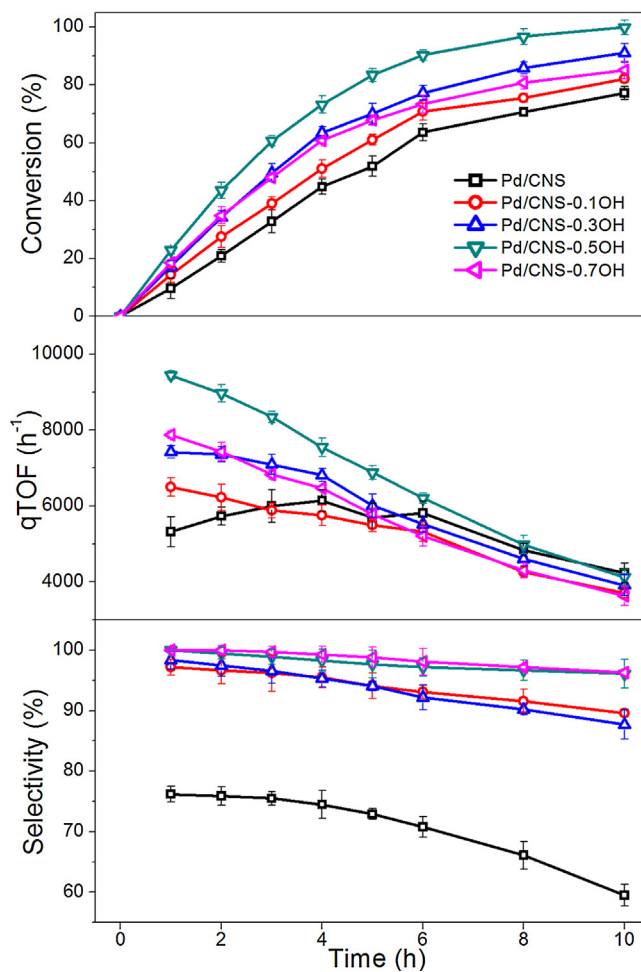 100
80
60
40
20
0
Conversion (%)
Pd/CNS
Pd/CNS-0.1OH
Pd/CNS-0.3OH
Pd/CNS-0.5OH
Pd/CNS-0.7OH
10000
8000
6000
4000
qTOF (h⁻¹)
100
90
70
60
Selectivity (%)
0 2 4 6 8 10
Time (h)